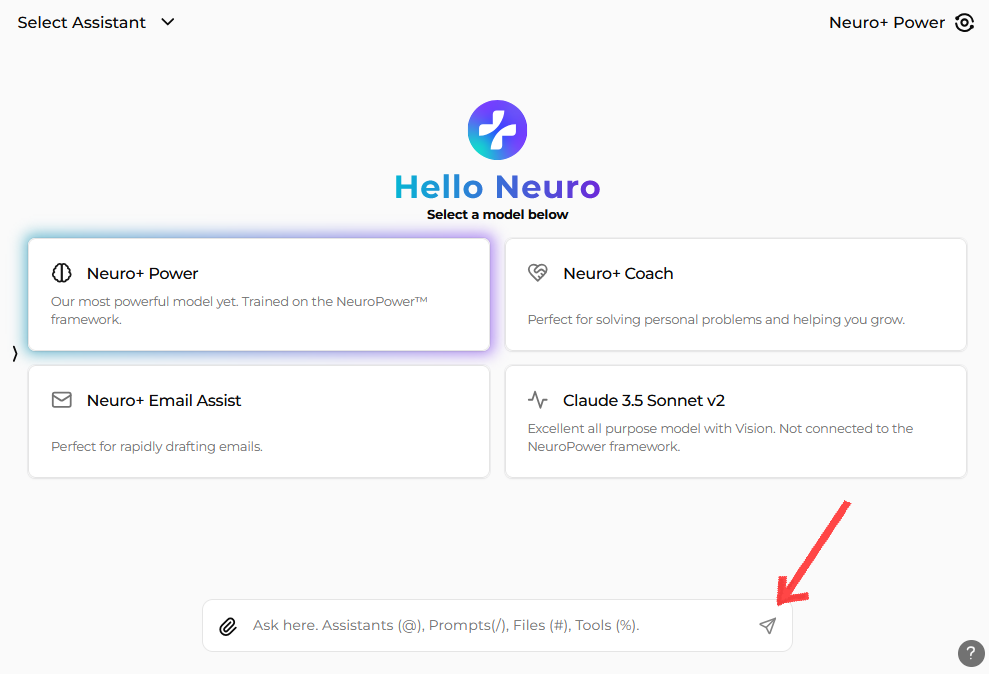 Select Assistant
Neuro+ Power
Hello Neuro
Select a model below
Neuro+ Power
Our most powerful model yet. Trained on the NeuroPower™
framework.
Neuro+ Coach
Perfect for solving personal problems and helping you grow.
Neuro+ Email Assist
Perfect for rapidly drafting emails.
Claude 3.5 Sonnet v2
Excellent all purpose model with Vision. Not connected to the
NeuroPower framework.
Ask here. Assistants (@), Prompts(/), Files (#), Tools (%).
?